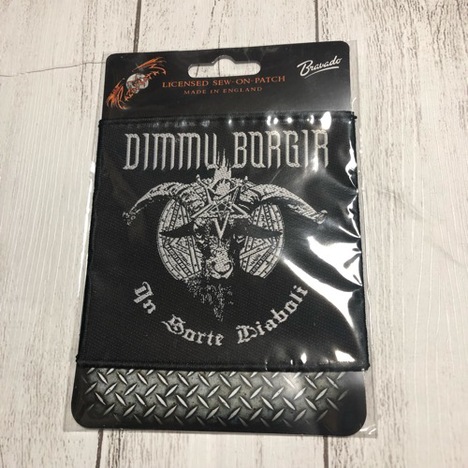 LICENSED SEW-ON-PATCH
MADE IN ENGLAND
Bravado
DIMMU BORGIR
In Sorte Diaboli